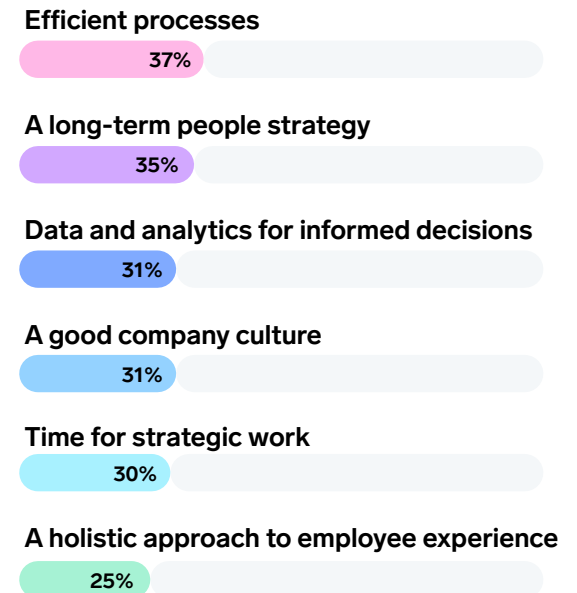 Efficient processes
37%
A long-term people strategy
35%
Data and analytics for informed decisions
31%
A good company culture
31%
Time for strategic work
30%
A holistic approach to employee experience
25%